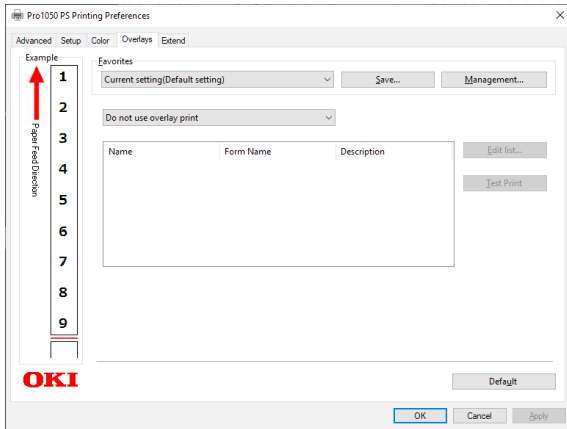 Pro1050 PS Printing Preferences
Advanced Setup Color Overlays Extend
Example
Favorites
Current setting(Default setting)
Save...
Management...
Do not use overlay print
Name Form Name Description
Edit list...
Test Print
Paper Feed Direction
1
2
3
4
5
6
7
8
9
OKI
Default
OK Cancel Apply